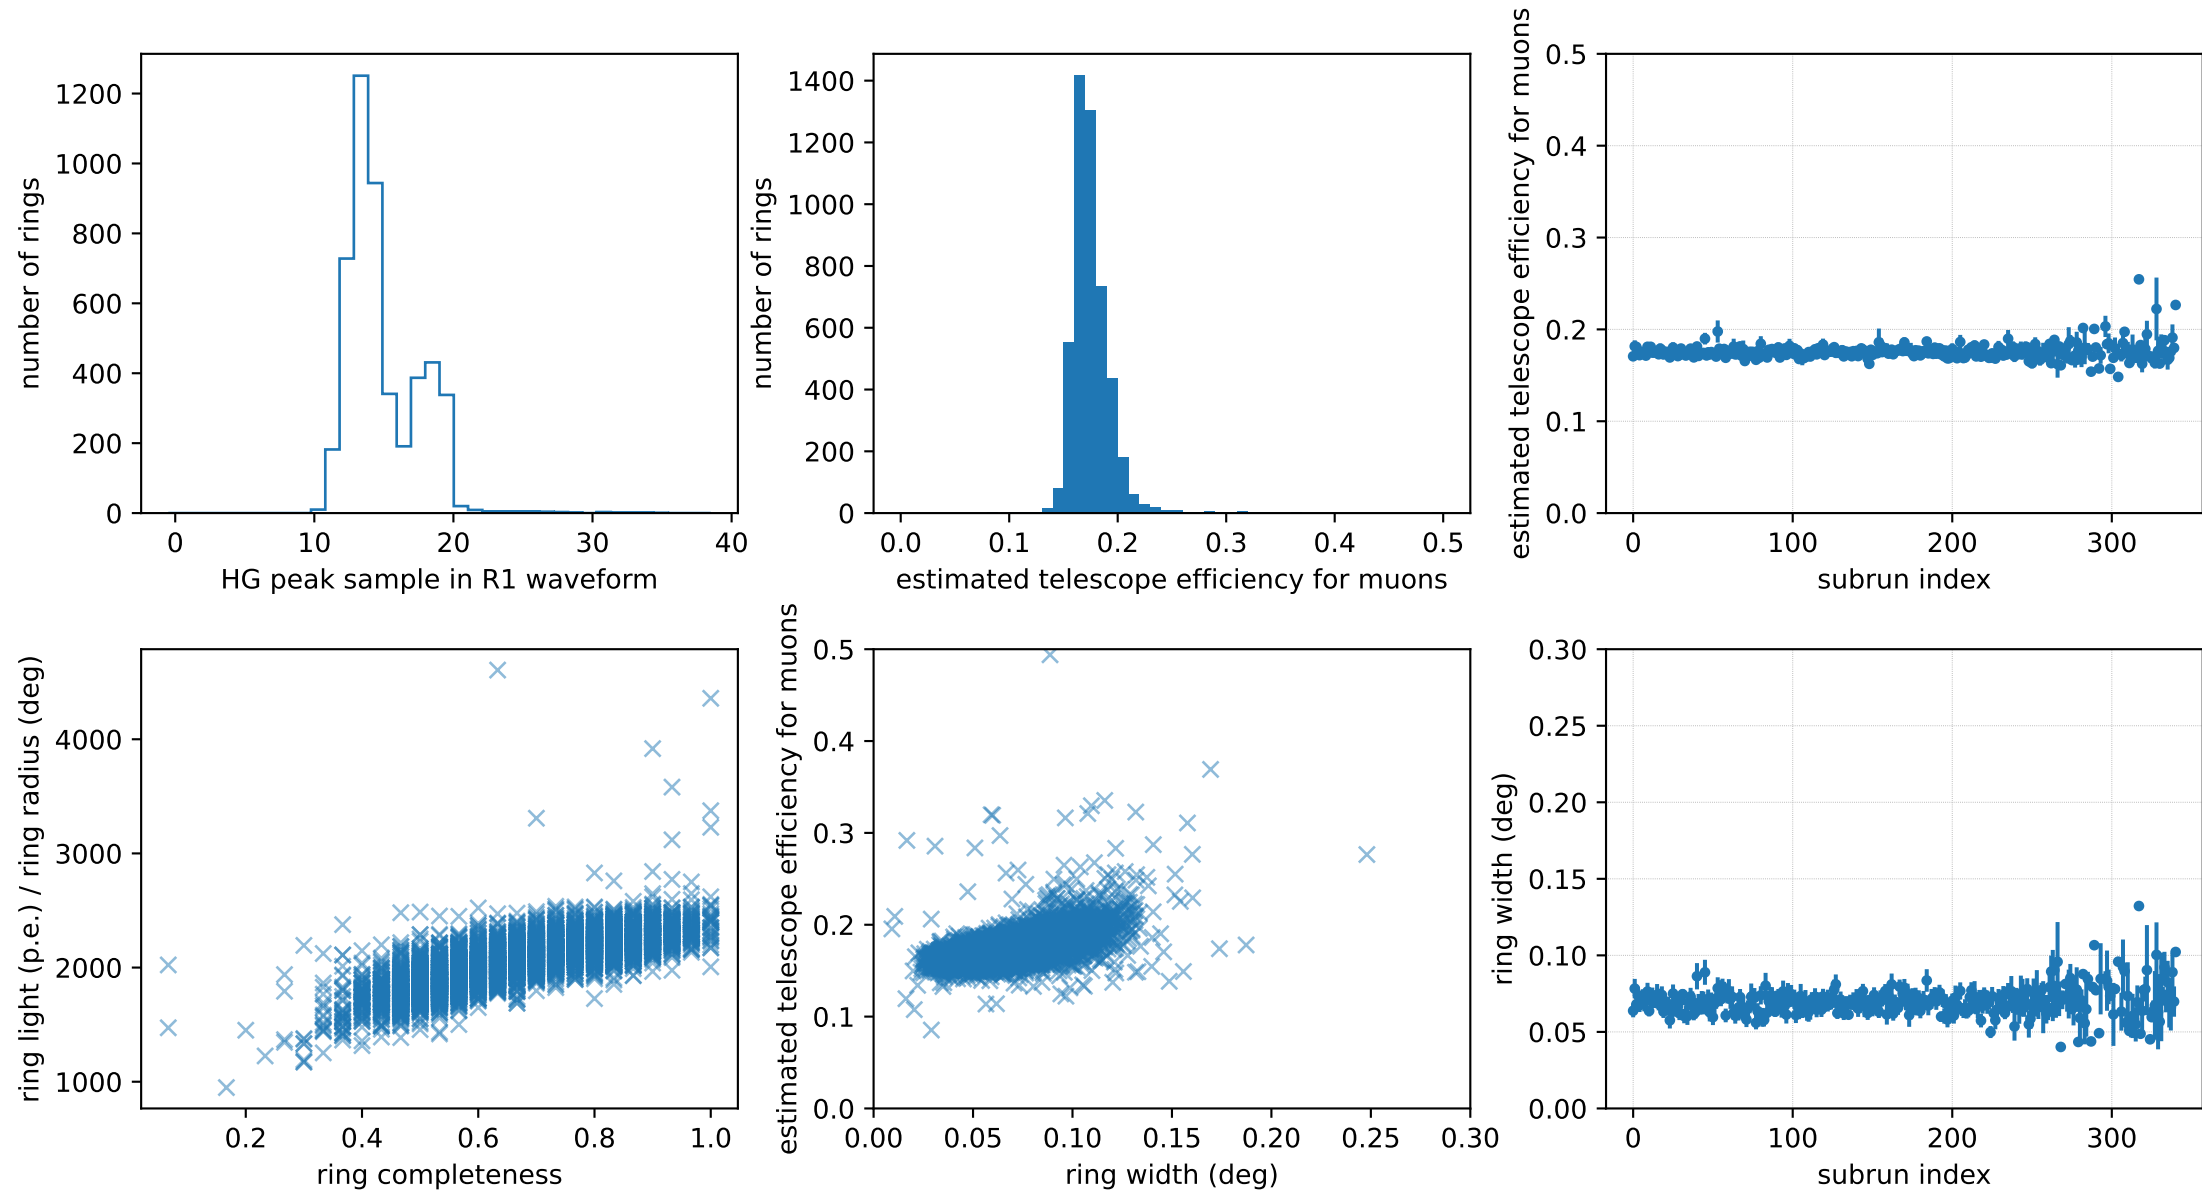 number of rings
1200
1000
800
600
400
200
0
0 10 20 30 40
HG peak sample in R1 waveform
number of rings
1400
1200
1000
800
600
400
200
0
0.0 0.1 0.2 0.3 0.4 0.5
estimated telescope efficiency for muons
estimated telescope efficiency for muons
0.5
0.4
0.3
0.2
0.1
0.0
0 100 200 300
subrun index
ring light (p.e.) / ring radius (deg)
4000
3000
2000
1000
0.2 0.4 0.6 0.8 1.0
ring completeness
estimated telescope efficiency for muons
0.5
0.4
0.3
0.2
0.1
0.0
0.00 0.05 0.10 0.15 0.20 0.25 0.30
ring width (deg)
ring width (deg)
0.30
0.25
0.20
0.15
0.10
0.05
0.00
0 100 200 300
subrun index